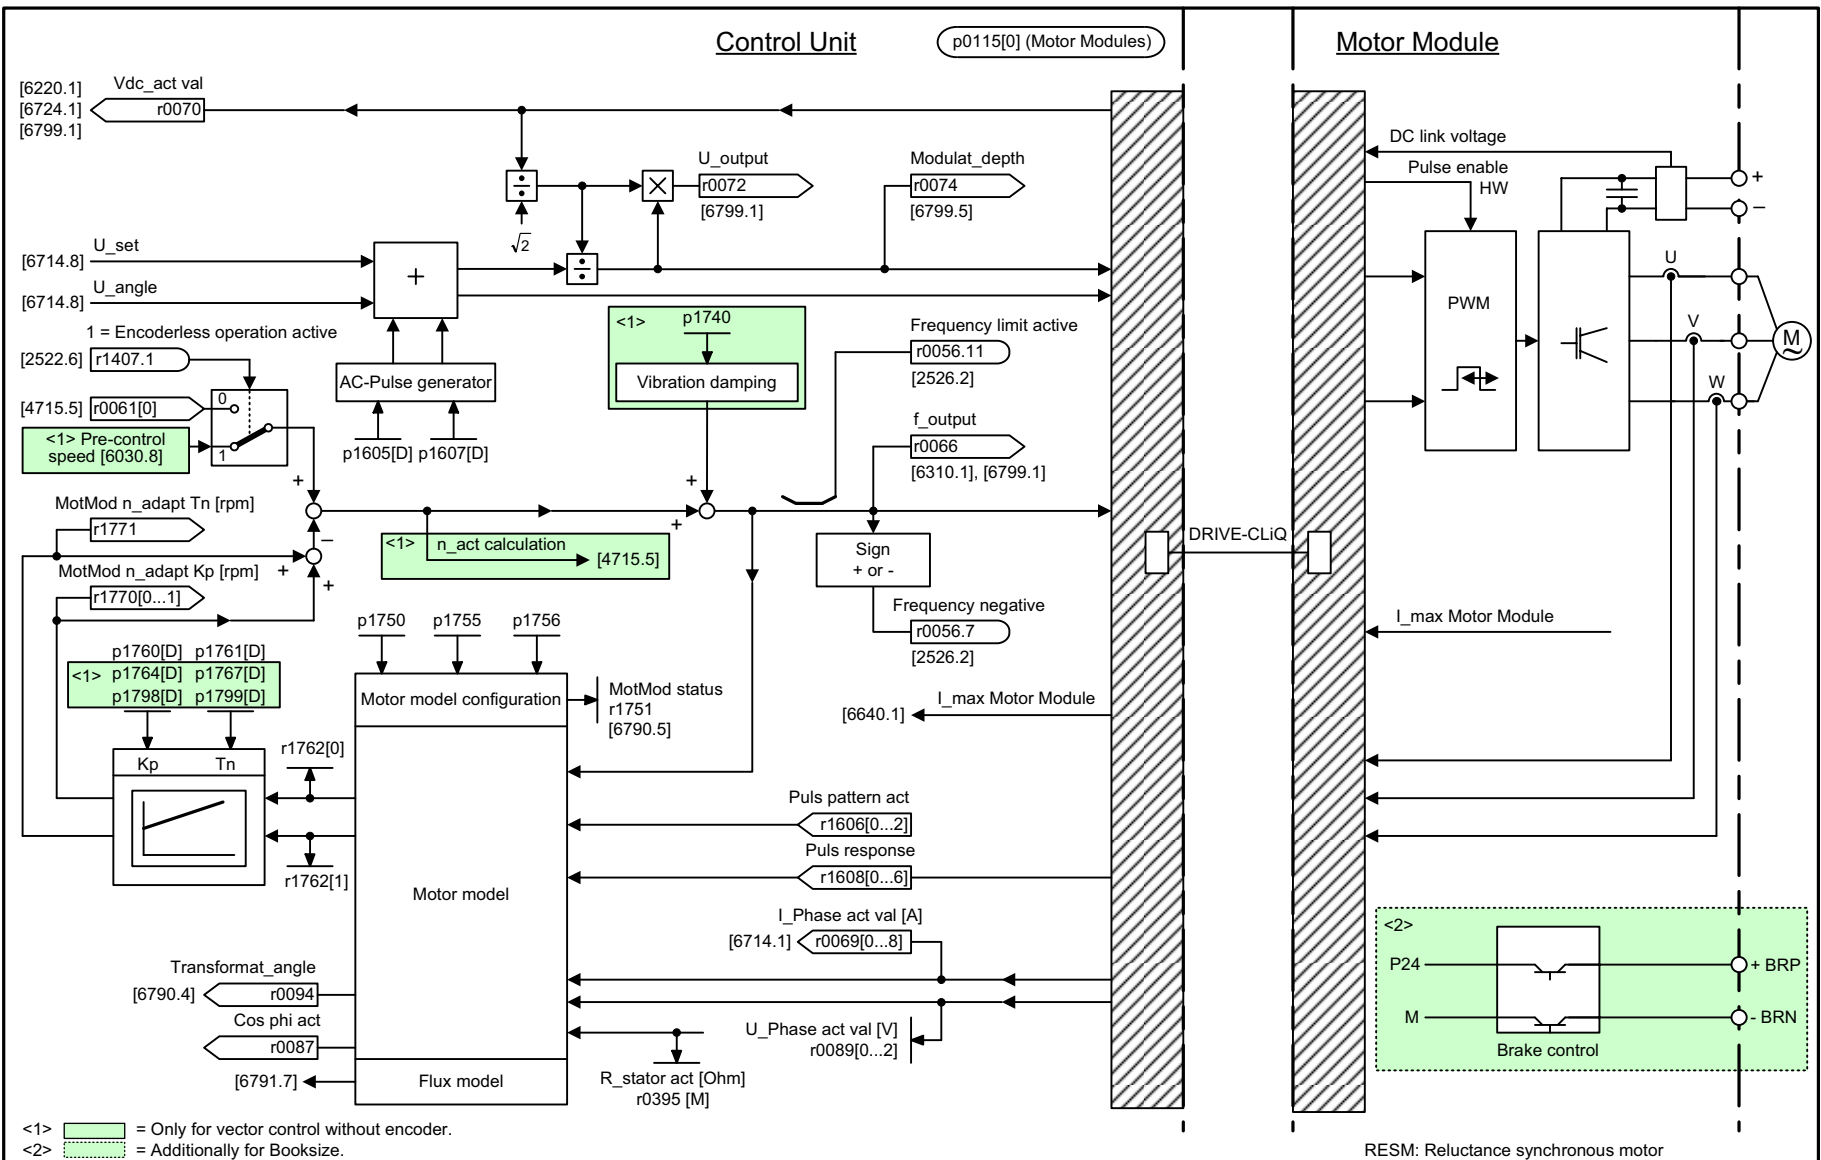 Control Unit
p0115[0] (Motor Modules)
Motor Module
[6220.1]
[6724.1]
[6799.1]
Vdc_act val
r0070
DC link voltage
Pulse enable
HW
+
–
÷
√2
×
U_output
r0072
[6799.1]
Modulat_depth
r0074
[6799.5]
[6714.8]
U_set
[6714.8]
U_angle
+
÷
PWM
U
V
W
M
~
1 = Encoderless operation active
[2522.6]
r1407.1
[4715.5]
r0061[0]
0
1
<1> Pre-control
speed [6030.8]
AC-Pulse generator
p1605[D]
p1607[D]
<1>
p1740
Vibration damping
Frequency limit active
r0056.11
[2526.2]
f_output
r0066
[6310.1], [6799.1]
+
+
+
MotMod n_adapt Tn [rpm]
r1771
–
+
+
MotMod n_adapt Kp [rpm]
r1770[0...1]
<1>
n_act calculation
[4715.5]
Sign
+ or -
Frequency negative
r0056.7
[2526.2]
DRIVE-CLiQ
I_max Motor Module
p1750
p1755
p1756
p1760[D]
p1761[D]
<1>
p1764[D]
p1767[D]
p1798[D]
p1799[D]
Motor model configuration
MotMod status
r1751
[6790.5]
[6640.1]
I_max Motor Module
Kp
Tn
r1762[0]
r1762[1]
Puls pattern act
r1606[0...2]
Puls response
r1608[0...6]
Motor model
I_Phase act val [A]
[6714.1]
r0069[0...8]
Transformat_angle
[6790.4]
r0094
Cos phi act
r0087
U_Phase act val [V]
r0089[0...2]
[6791.7]
Flux model
R_stator act [Ohm]
r0395 [M]
<2>
P24
+ BRP
M
- BRN
Brake control
<1>
= Only for vector control without encoder.
<2>
= Additionally for Booksize.
RESM: Reluctance synchronous motor